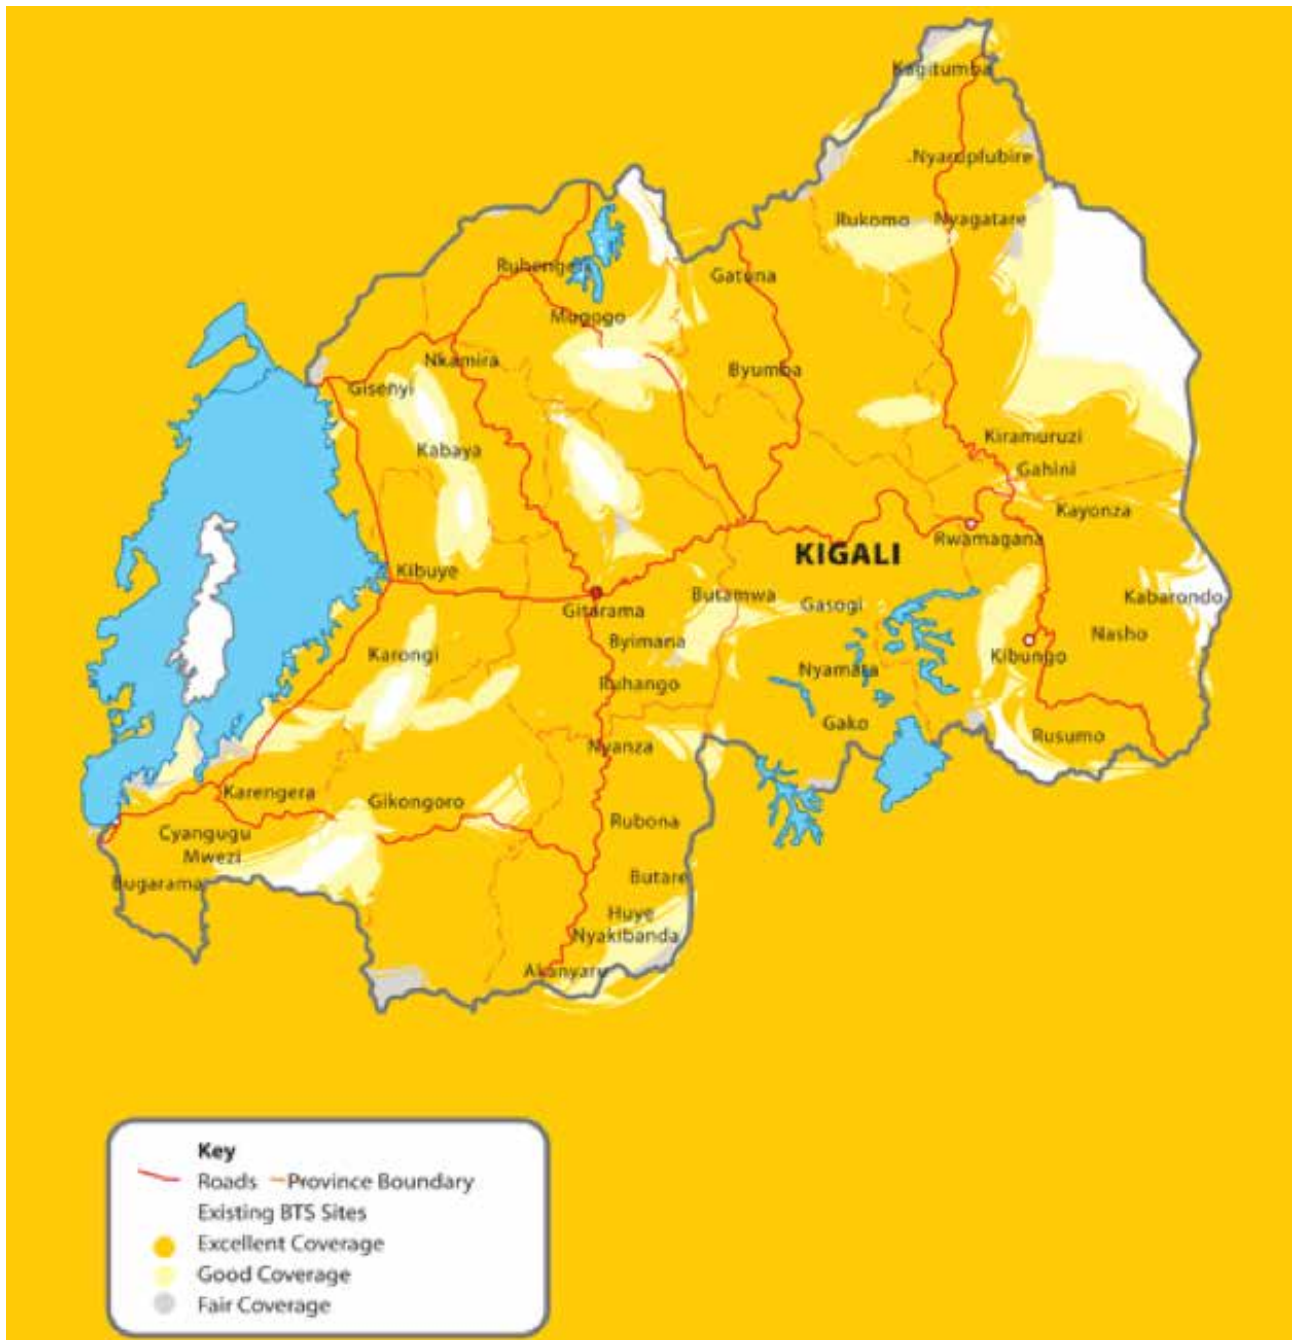 Kagitumba
.Nyaruplubire
Rukomo
Nyagatare
Ruhengeri
Gatuna
Mugogo
Nkamira
Byumba
Gisenyi
Kiramuruzi
Kabaya
Gahini
Kayonza
Rwamagana
KIGALI
Kibuye
Butamwa
Gasogi
Kabarondo
Gitarama
Byimana
Nasho
Karongi
Kibungo
Nyamata
Ruhango
Gako
Rusumo
Nyanza
Karengera
Gikongoro
Rubona
Cyangugu
Mwezi
Bugarama
Butare
Huye
Nyakibanda
Akanyaru
Key
Roads Province Boundary
Existing BTS Sites
Excellent Coverage
Good Coverage
Fair Coverage